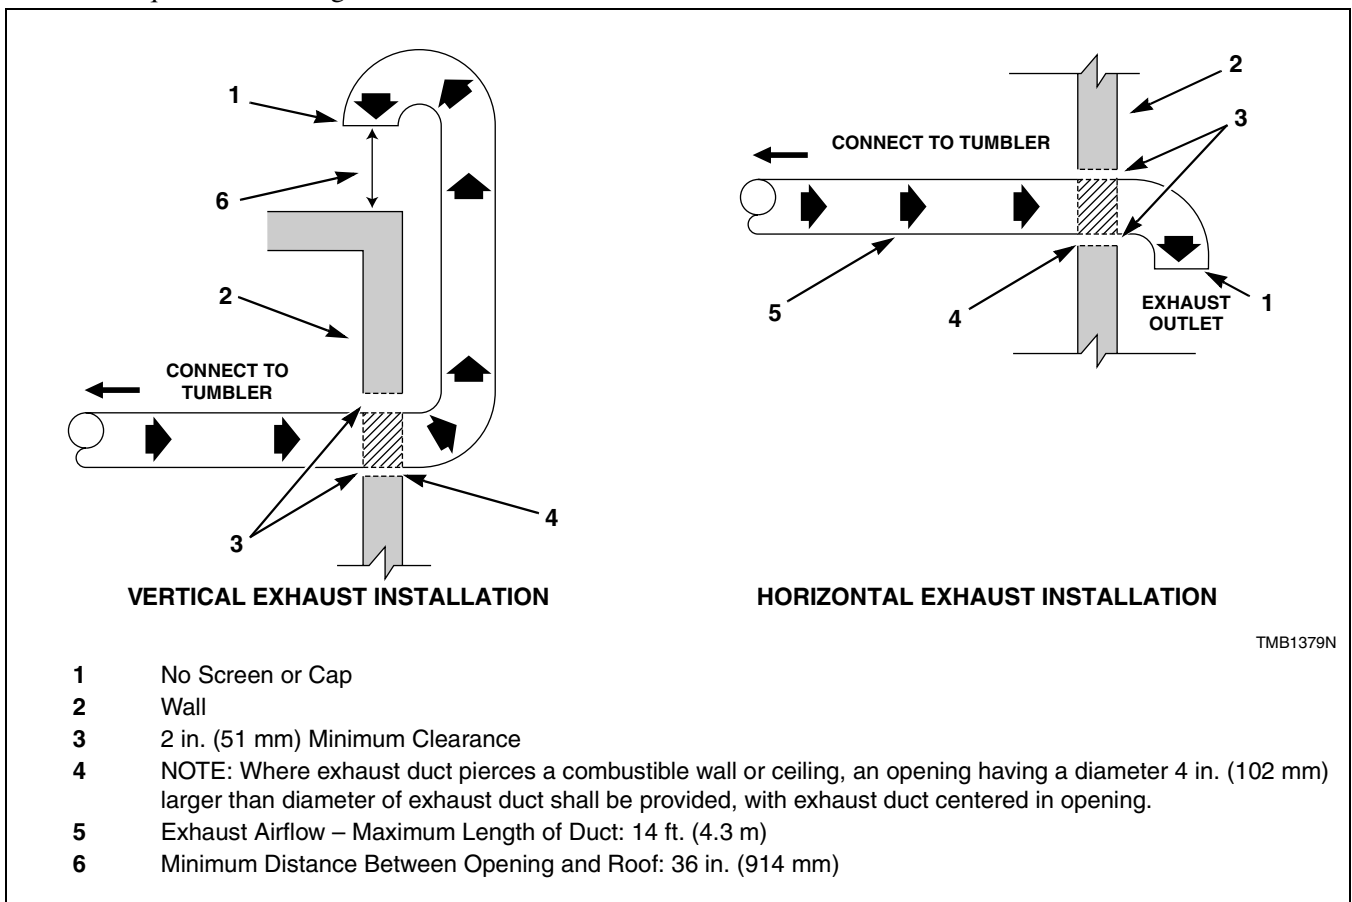 1
6
2
CONNECT TO
TUMBLER
3
4
VERTICAL EXHAUST INSTALLATION
2
3
CONNECT TO TUMBLER
5
4
1
EXHAUST
OUTLET
HORIZONTAL EXHAUST INSTALLATION
TMB1379N
1 No Screen or Cap
2 Wall
3 2 in. (51 mm) Minimum Clearance
4 NOTE: Where exhaust duct pierces a combustible wall or ceiling, an opening having a diameter 4 in. (102 mm)
larger than diameter of exhaust duct shall be provided, with exhaust duct centered in opening.
5 Exhaust Airflow – Maximum Length of Duct: 14 ft. (4.3 m)
6 Minimum Distance Between Opening and Roof: 36 in. (914 mm)